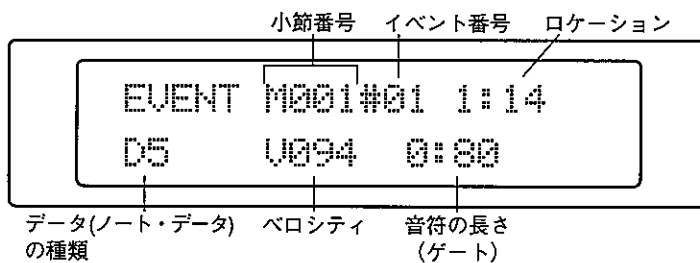 小節番号 イベント番号 ロケーション
EVENT M001#01 1:14
D5 V094 0:80
データ(ノート・データ) ベロシティ 音符の長さ
の種類 (ゲート)